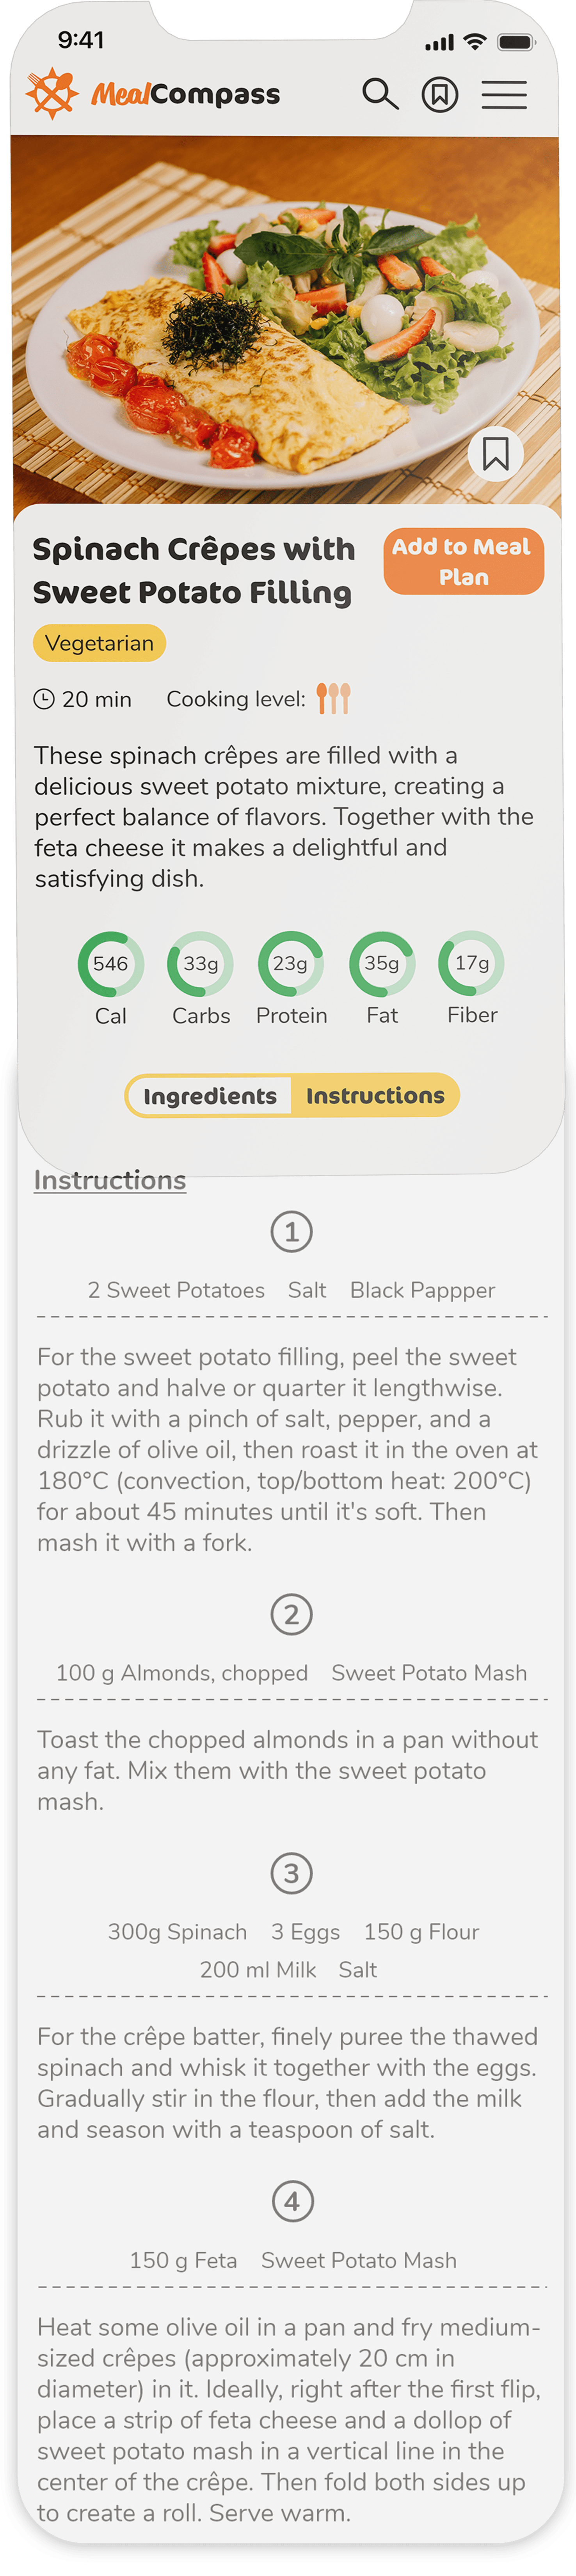 9:41
MealCompass
Spinach Crêpes with
Sweet Potato Filling
Add to Meal
Plan
Vegetarian
20 min Cooking level:
These spinach crêpes are filled with a
delicious sweet potato mixture, creating a
perfect balance of flavors. Together with the
feta cheese it makes a delightful and
satisfying dish.
546 33g 23g 35g 17g
Cal Carbs Protein Fat Fiber
Ingredients Instructions
Instructions
1
2 Sweet Potatoes Salt Black Pappper
For the sweet potato filling, peel the sweet
potato and halve or quarter it lengthwise.
Rub it with a pinch of salt, pepper, and a
drizzle of olive oil, then roast it in the oven at
180°C (convection, top/bottom heat: 200°C)
for about 45 minutes until it's soft. Then
mash it with a fork.
2
100 g Almonds, chopped Sweet Potato Mash
Toast the chopped almonds in a pan without
any fat. Mix them with the sweet potato
mash.
3
300g Spinach 3 Eggs 150 g Flour
200 ml Milk Salt
For the crêpe batter, finely puree the thawed
spinach and whisk it together with the eggs.
Gradually stir in the flour, then add the milk
and season with a teaspoon of salt.
4
150 g Feta Sweet Potato Mash
Heat some olive oil in a pan and fry medium-
sized crêpes (approximately 20 cm in
diameter) in it. Ideally, right after the first flip,
place a strip of feta cheese and a dollop of
sweet potato mash in a vertical line in the
center of the crêpe. Then fold both sides up
to create a roll. Serve warm.